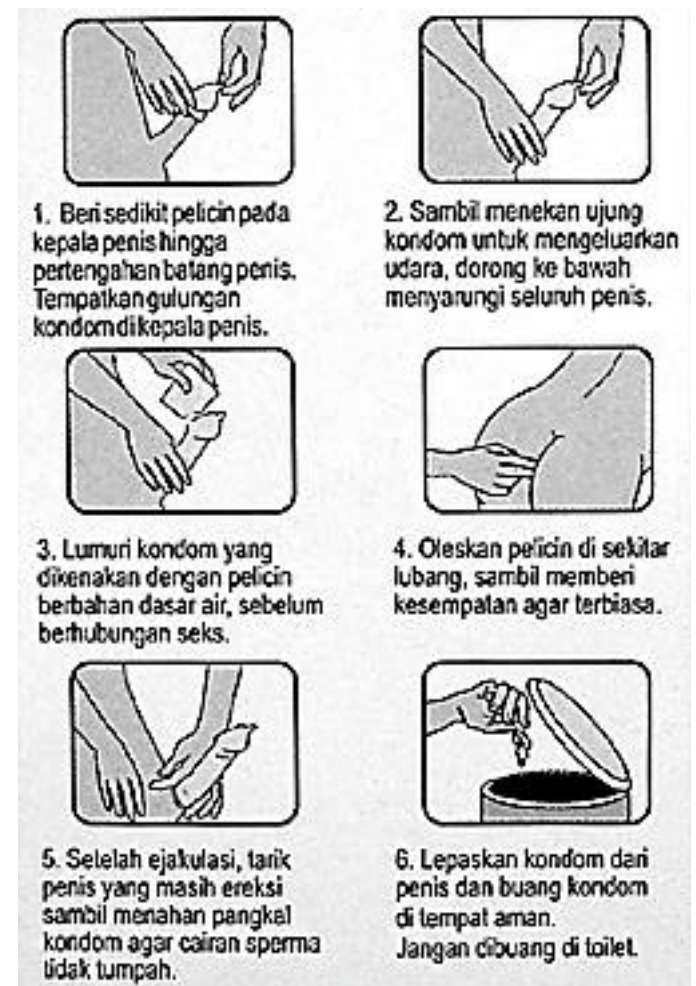 1. Beri sedikit pelicin pada
kepala penis hingga
pertengahan batang penis.
Tempatkan gulungan
kondom di kepala penis.
2. Sambil menekan ujung
kondom untuk mengeluarkan
udara, dorong ke bawah
menyarungi seluruh penis.
3. Lumuri kondom yang
dikenakan dengan pelicin
berbahan dasar air, sebelum
berhubungan seks.
4. Oleskan pelicin di sekitar
lubang, sambil memberi
kesempatan agar terbiasa.
5. Setelah ejakulasi, tarik
penis yang masih ereksi
sambil menahan pangkal
kondom agar cairan sperma
tidak tumpah.
6. Lepaskan kondom dari
penis dan buang kondom
di tempat aman.
Jangan dibuang di toilet.